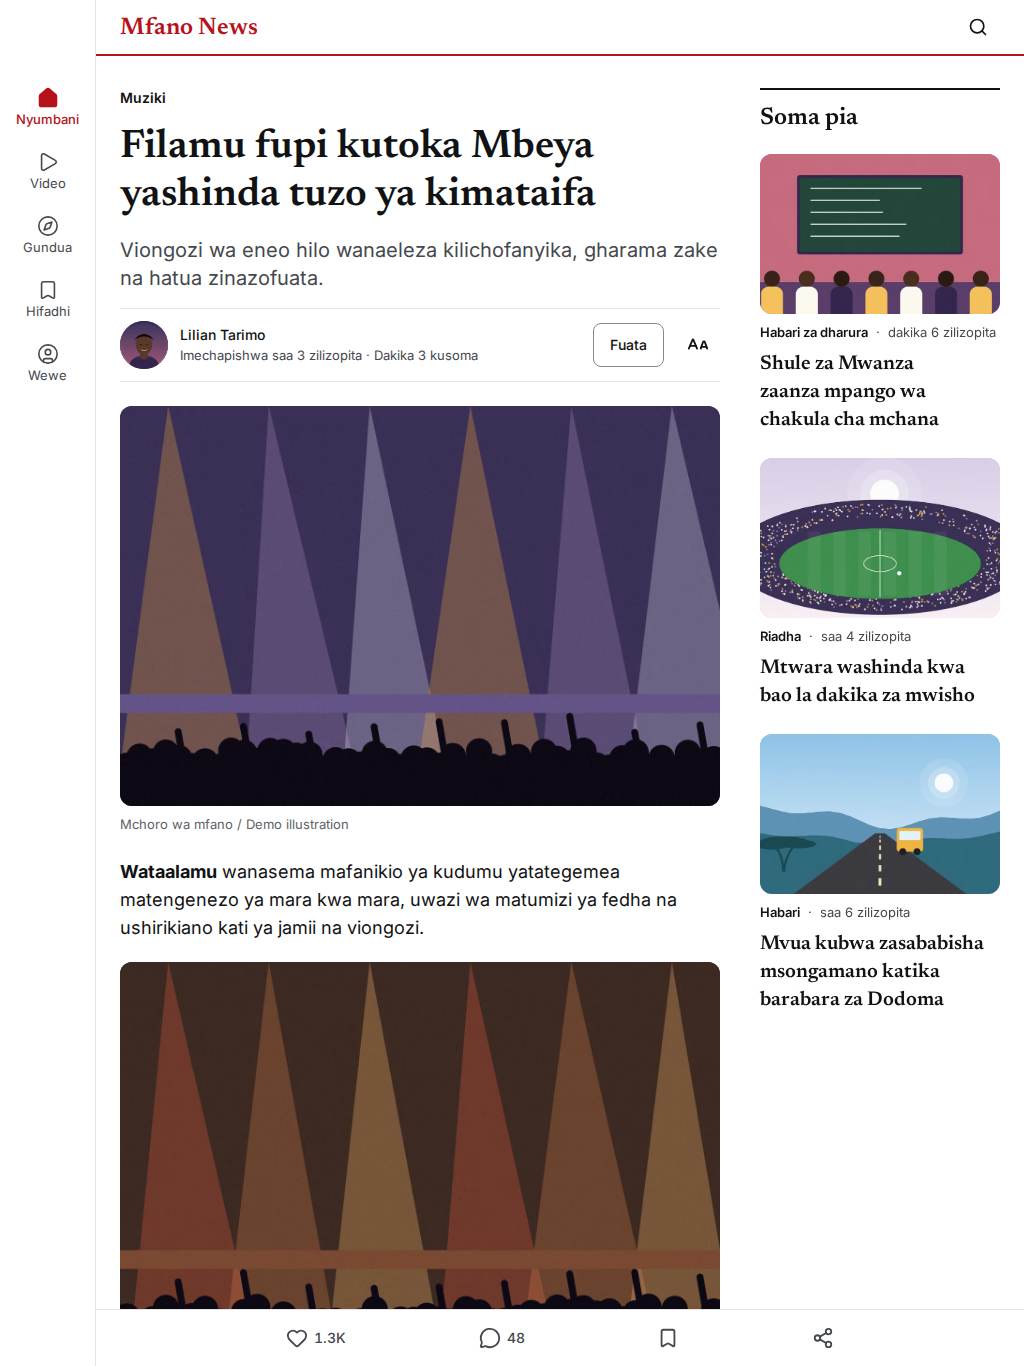 Mfano News
Nyumbani
Video
Gundua
Hifadhi
Wewe
Muziki
Filamu fupi kutoka Mbeya
yashinda tuzo ya kimataifa
Viongozi wa eneo hilo wanaeleza kilichofanyika, gharama zake
na hatua zinazofuata.
Lilian Tarimo
Imechapishwa saa 3 zilizopita · Dakika 3 kusoma
Fuata
AA
Mchoro wa mfano / Demo illustration
Wataalamu wanasema mafanikio ya kudumu yatategemea
matengenezo ya mara kwa mara, uwazi wa matumizi ya fedha na
ushirikiano kati ya jamii na viongozi.
Soma pia
Habari za dharura · dakika 6 zilizopita
Shule za Mwanza
zaanza mpango wa
chakula cha mchana
Riadha · saa 4 zilizopita
Mtwara washinda kwa
bao la dakika za mwisho
Habari · saa 6 zilizopita
Mvua kubwa zasababisha
msongamano katika
barabara za Dodoma
1.3K
48